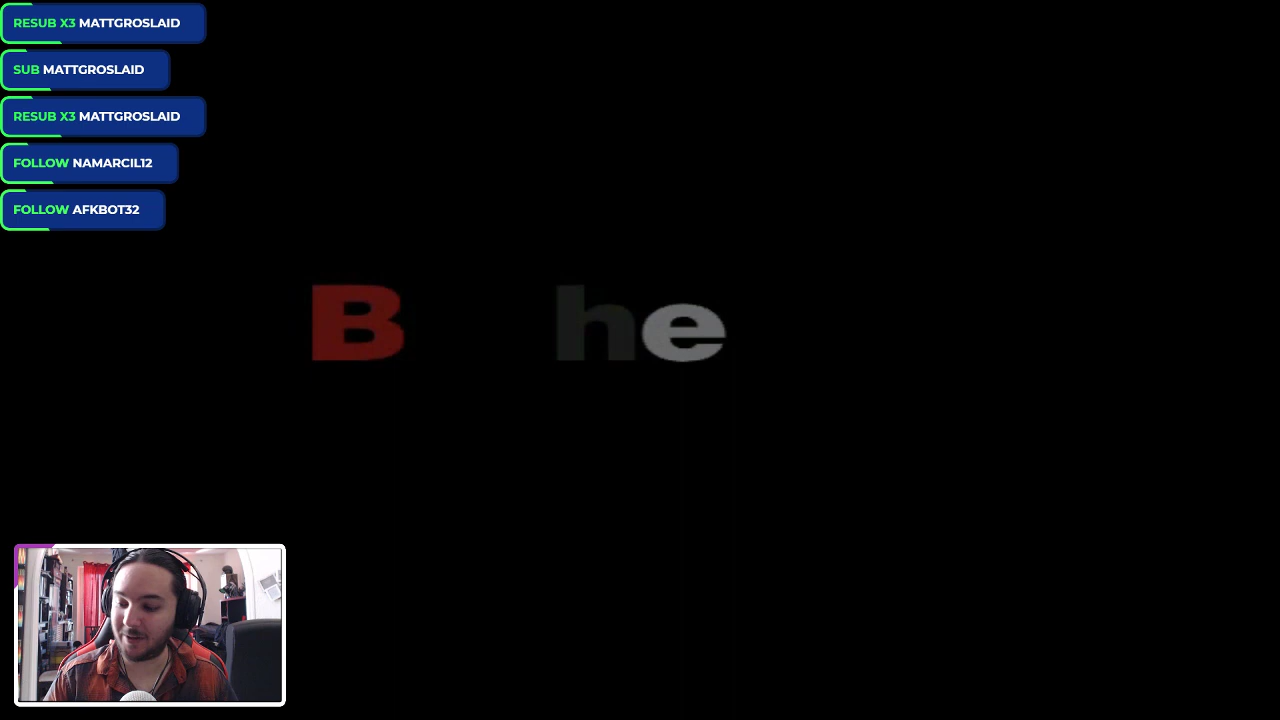 RESUB X3 MATTGROSLAID
SUB MATTGROSLAID
RESUB X3 MATTGROSLAID
FOLLOW NAMARCIL12
FOLLOW AFKBOT32
B he